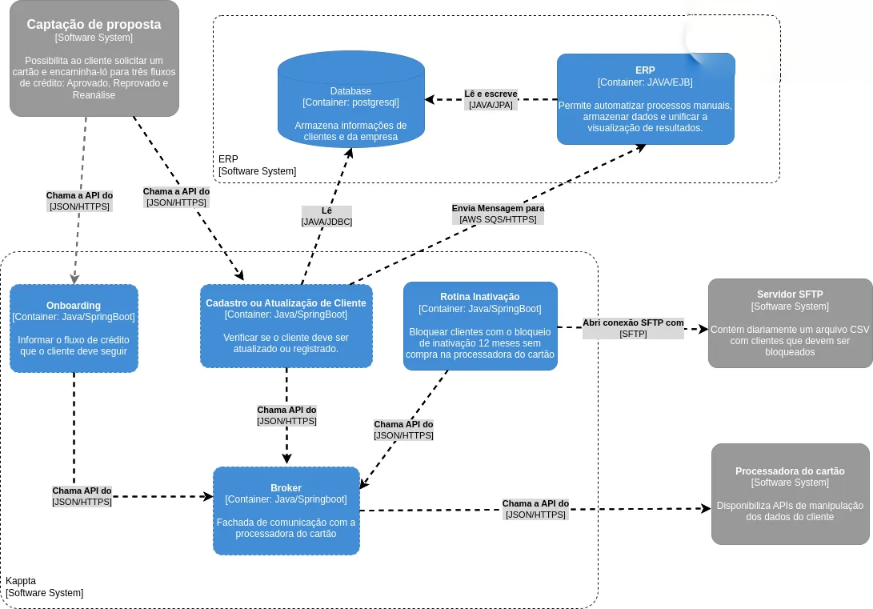 Captação de proposta
[Software System]
Possibilita ao cliente solicitar um
cartão e encaminha-ló para três fluxos
de crédito: Aprovado, Reprovado e
Reanálise
Database
[Container: postgresql]
Armazena informações de
clientes e da empresa
Lê e escreve
[JAVA/JPA]
ERP
[Container: JAVA/EJB]
Permite automatizar processos manuais,
armazenar dados e unificar a
visualização de resultados.
ERP
[Software System]
Chama a API do
[JSON/HTTPS]
Chama a API do
[JSON/HTTPS]
Lê
[JAVA/JDBC]
Envia Mensagem para
[AWS SQS/HTTPS]
Onboarding
[Container: Java/SpringBoot]
Informar o fluxo de crédito
que o cliente deve seguir
Cadastro ou Atualização de Cliente
[Container: Java/SpringBoot]
Verificar se o cliente deve ser
atualizado ou registrado.
Rotina Inativação
[Container: Java/SpringBoot]
Bloquear clientes com o bloqueio
de inativação 12 meses sem
compra na processadora do cartão
Abri conexão SFTP com
[SFTP]
Servidor SFTP
[Software System]
Contém diariamente um arquivo CSV
com clientes que devem ser
bloqueados
Chama API do
[JSON/HTTPS]
Chama API do
[JSON/HTTPS]
Chama API do
[JSON/HTTPS]
Broker
[Container: Java/Springboot]
Fachada de comunicação com a
processadora do cartão
Chama a API do
[JSON/HTTPS]
Processadora do cartão
[Software System]
Disponibiliza APIs de manipulação
dos dados do cliente
Kappta
[Software System]